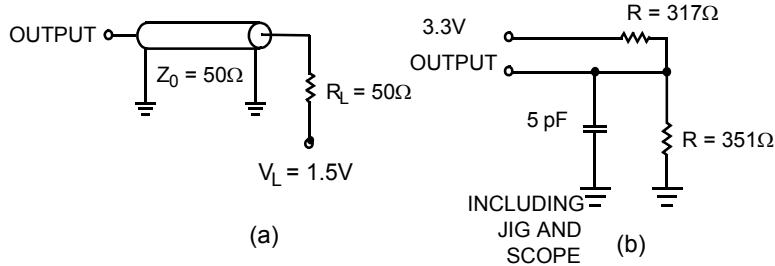 OUTPUT
Z0 = 50Ω
RL = 50Ω
VL = 1.5V
(a)
3.3V
R = 317Ω
OUTPUT
5 pF
R = 351Ω
INCLUDING
JIG AND
SCOPE
(b)